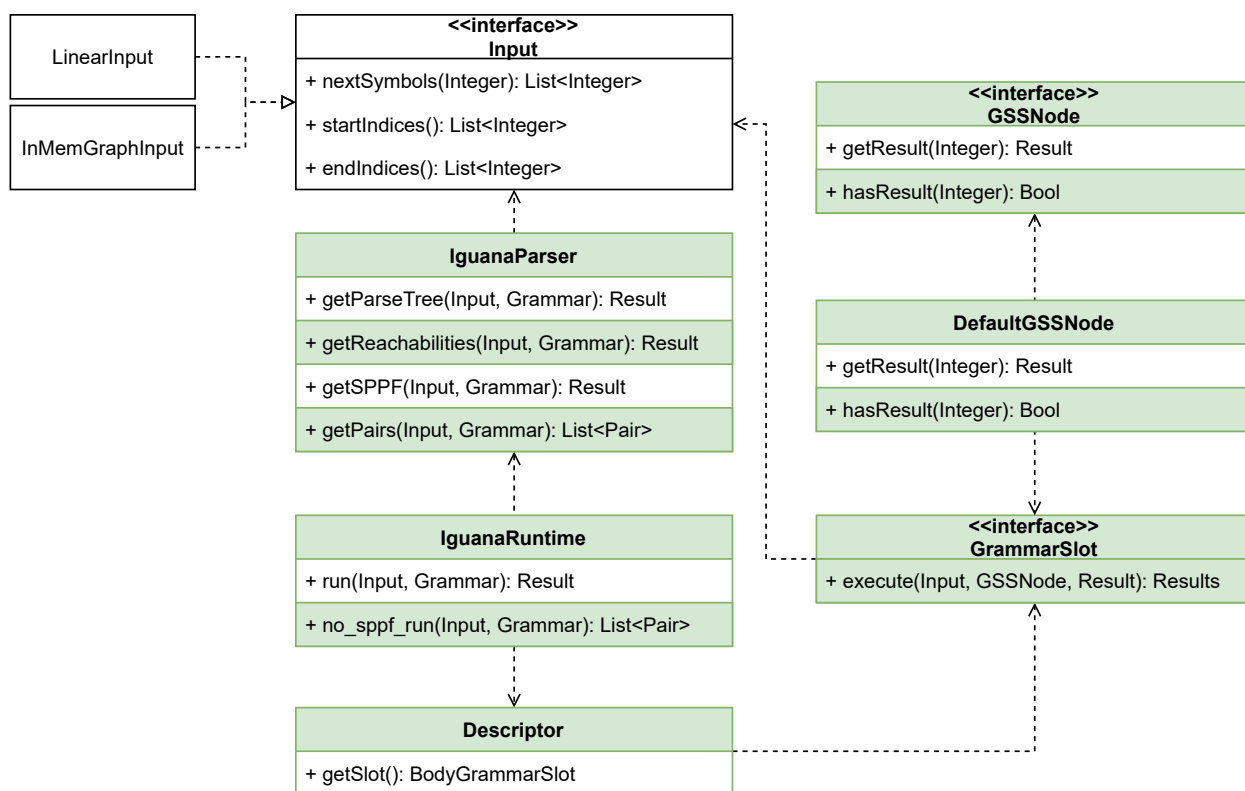 LinearInput
InMemGraphInput
<<interface>>
Input
+ nextSymbols(Integer): List<Integer>
+ startIndices(): List<Integer>
+ endIndices(): List<Integer>
IguanaParser
+ getParseTree(Input, Grammar): Result
+ getReachabilities(Input, Grammar): Result
+ getSPPF(Input, Grammar): Result
+ getPairs(Input, Grammar): List<Pair>
IguanaRuntime
+ run(Input, Grammar): Result
+ no_sppf_run(Input, Grammar): List<Pair>
Descriptor
+ getSlot(): BodyGrammarSlot
<<interface>>
GSSNode
+ getResult(Integer): Result
+ hasResult(Integer): Bool
DefaultGSSNode
+ getResult(Integer): Result
+ hasResult(Integer): Bool
<<interface>>
GrammarSlot
+ execute(Input, GSSNode, Result): Results